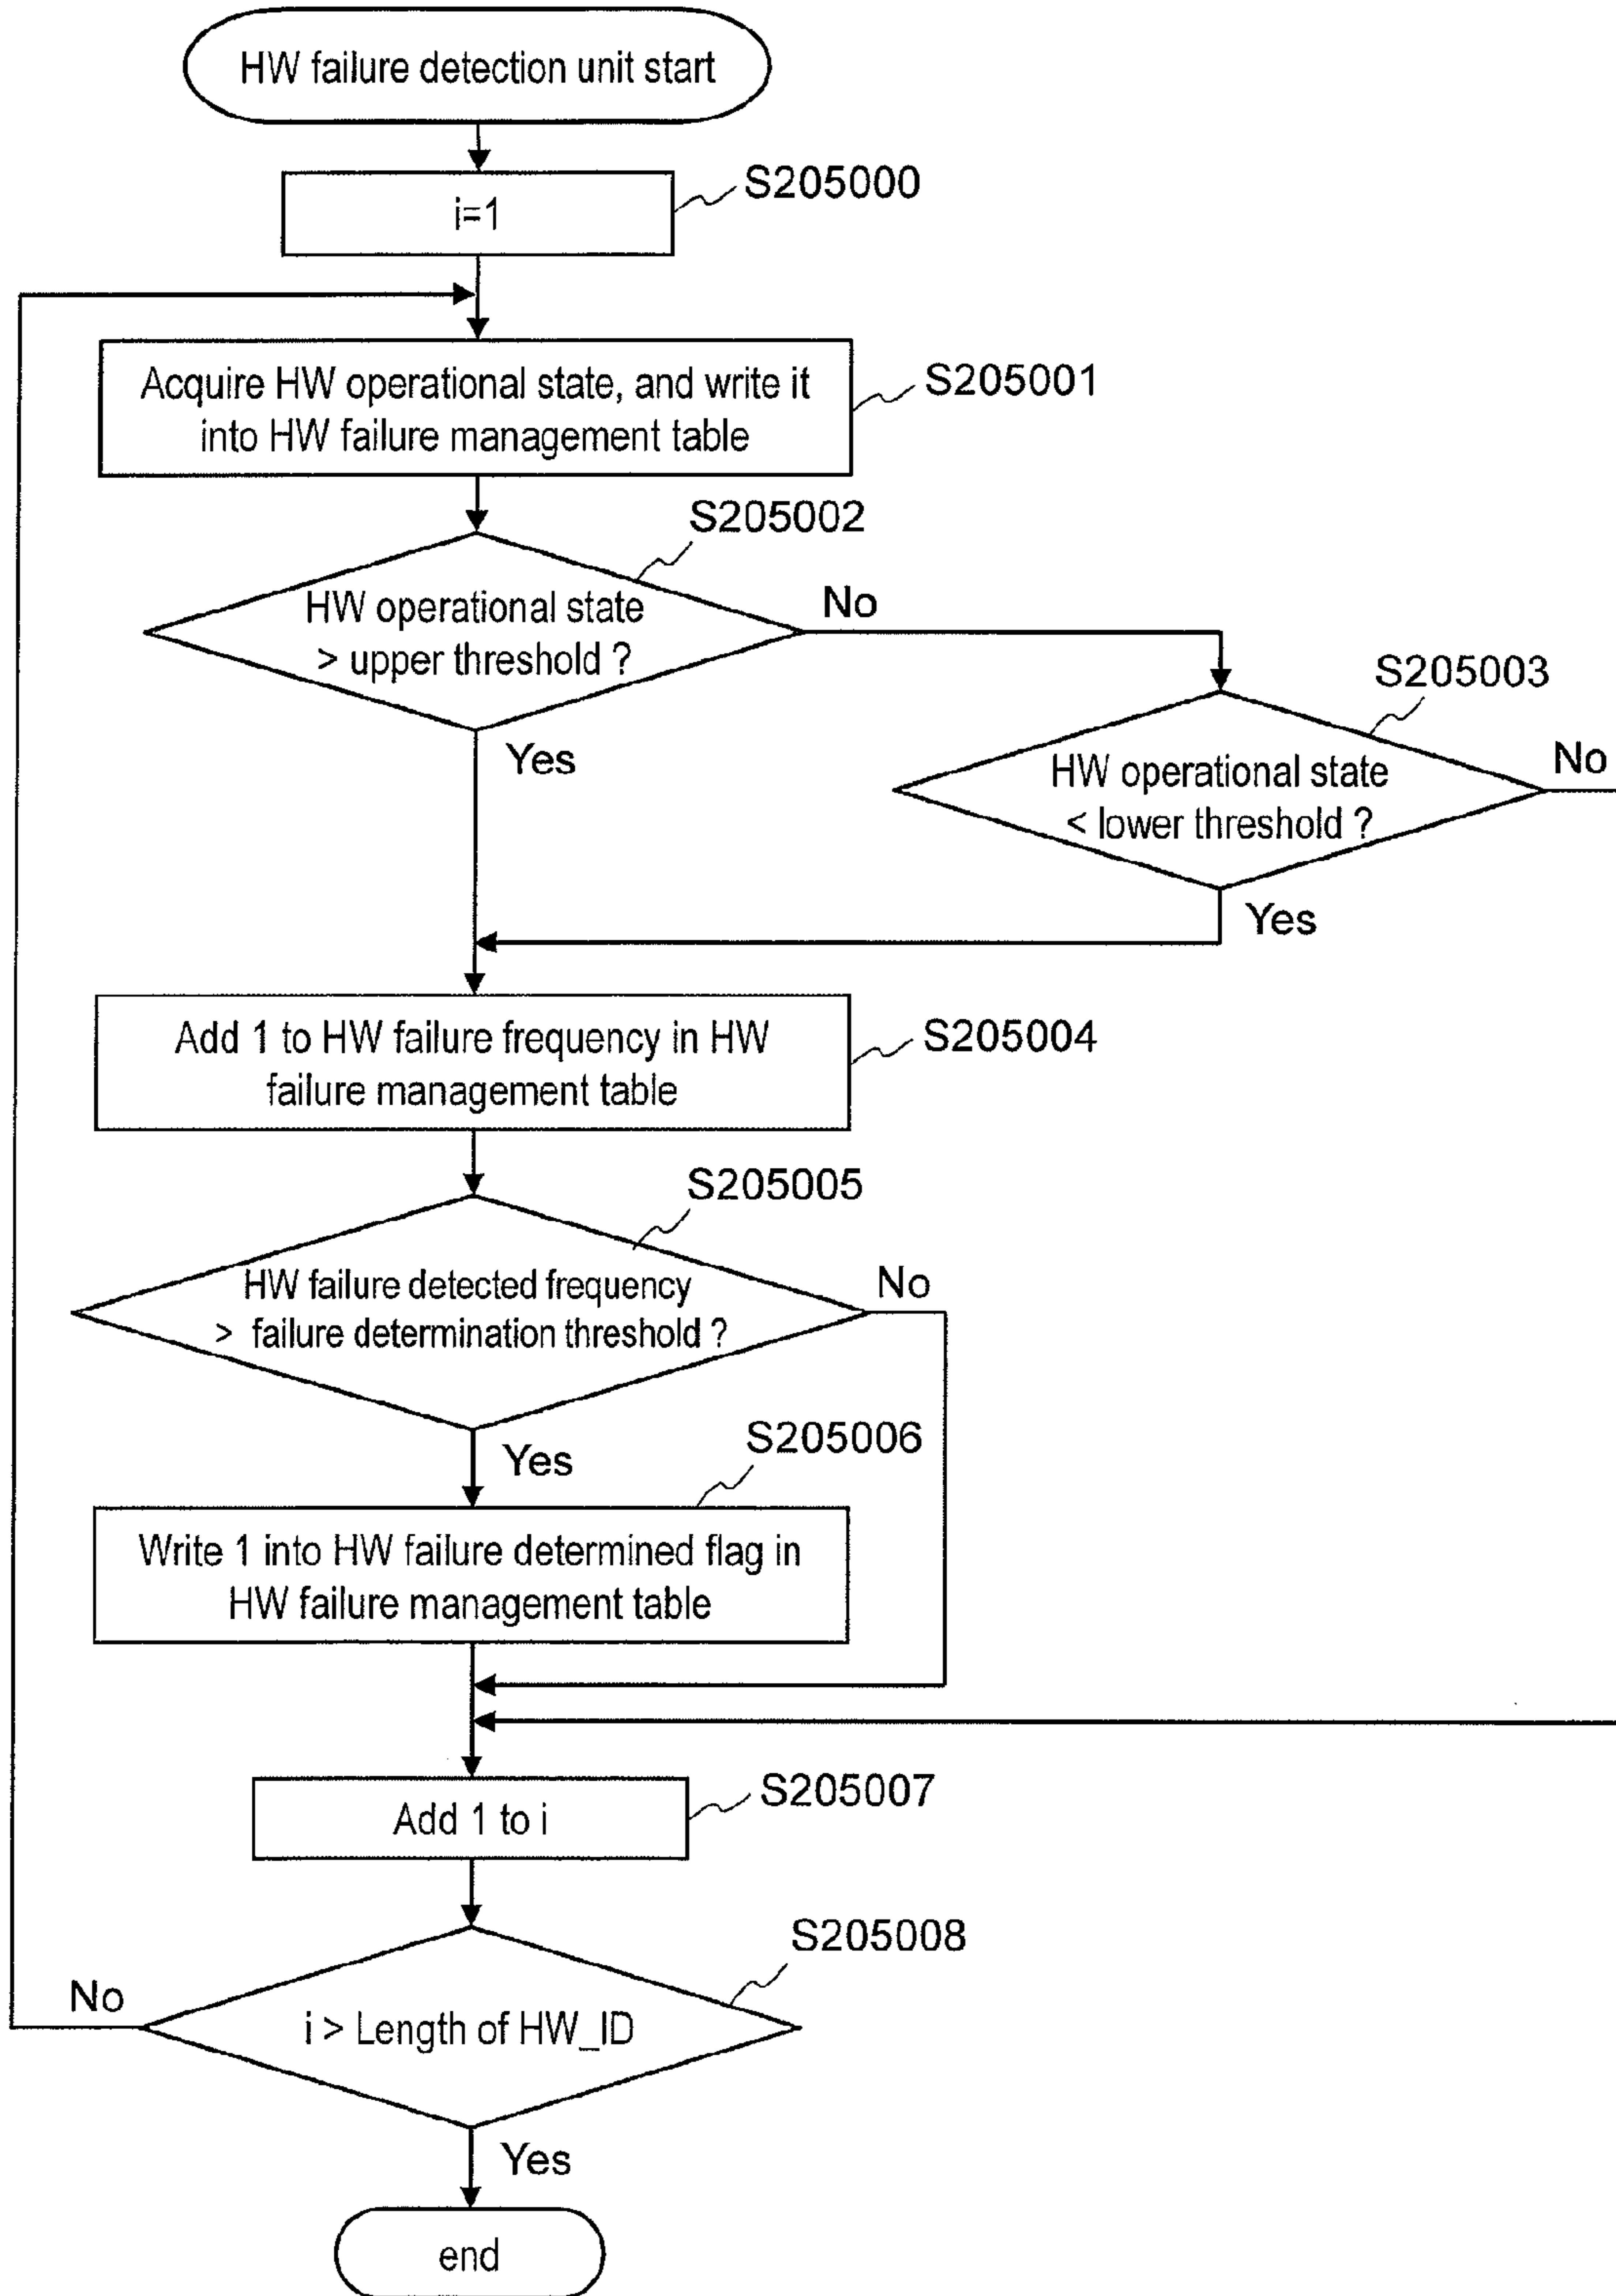 HW failure detection unit start
S205000
i=1
S205001
Acquire HW operational state, and write it
into HW failure management table
S205002
HW operational state
> upper threshold ?
No
Yes
S205003
HW operational state
< lower threshold ?
No
Yes
S205004
Add 1 to HW failure frequency in HW
failure management table
S205005
HW failure detected frequency
> failure determination threshold ?
No
Yes
S205006
Write 1 into HW failure determined flag in
HW failure management table
S205007
Add 1 to i
S205008
i > Length of HW_ID
No
Yes
end